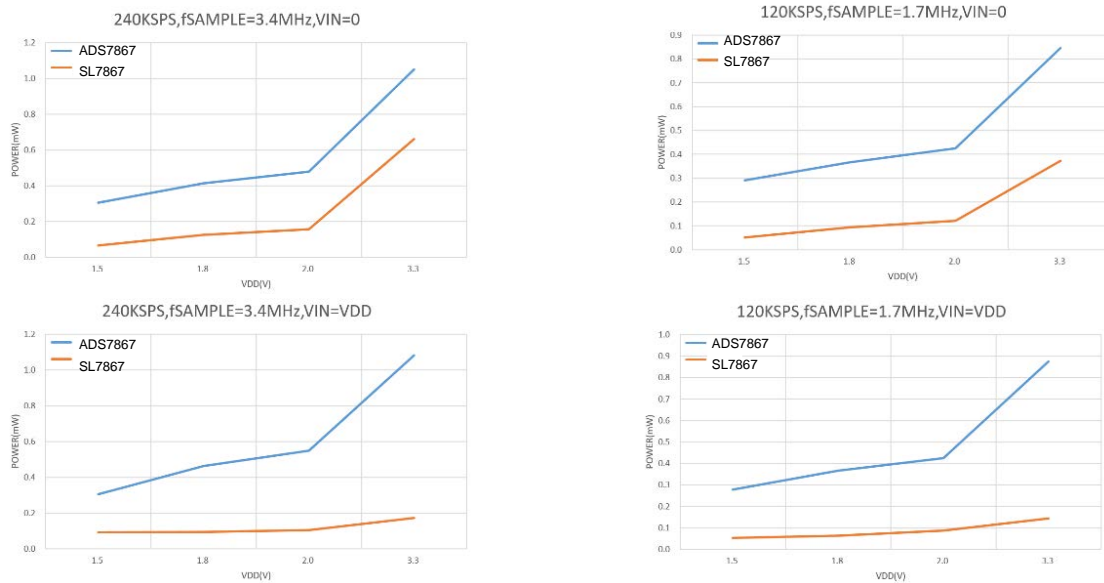 240KSPS,fSAMPLE=3.4MHz,VIN=0
1.2
1.0
0.8
0.6
0.4
0.2
0.0
POWER(mW)
ADS7867
SL7867
1.5 1.8 2.0 3.3
VDD(V)
120KSPS,fSAMPLE=1.7MHz,VIN=0
0.9
0.8
0.7
0.6
0.5
0.4
0.3
0.2
0.1
0.0
POWER(mW)
ADS7867
SL7867
1.5 1.8 2.0 3.3
VDD(V)
240KSPS,fSAMPLE=3.4MHz,VIN=VDD
1.2
1.0
0.8
0.6
0.4
0.2
0.0
POWER(mW)
ADS7867
SL7867
1.5 1.8 2.0 3.3
VDD(V)
120KSPS,fSAMPLE=1.7MHz,VIN=VDD
1.0
0.9
0.8
0.7
0.6
0.5
0.4
0.3
0.2
0.1
0.0
POWER(mW)
ADS7867
SL7867
1.5 1.8 2.0 3.3
VDD(V)